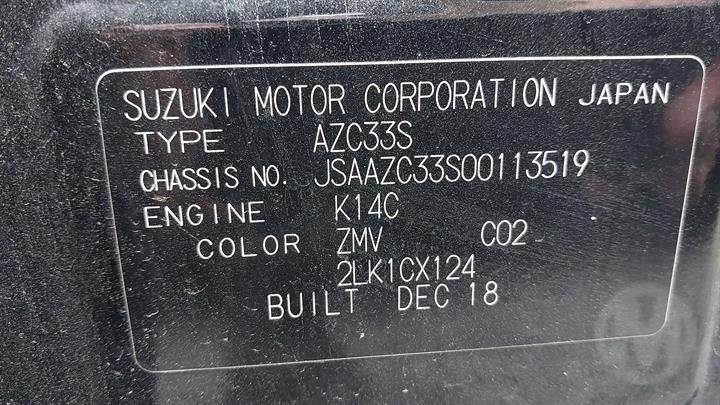 SUZUKI MOTOR CORPORATION JAPAN
TYPE AZC33S
CHASSIS NO. JSAAZC33S00113519
ENGINE K14C
COLOR ZMV C02
2LK1CX124
BUILT DEC 18